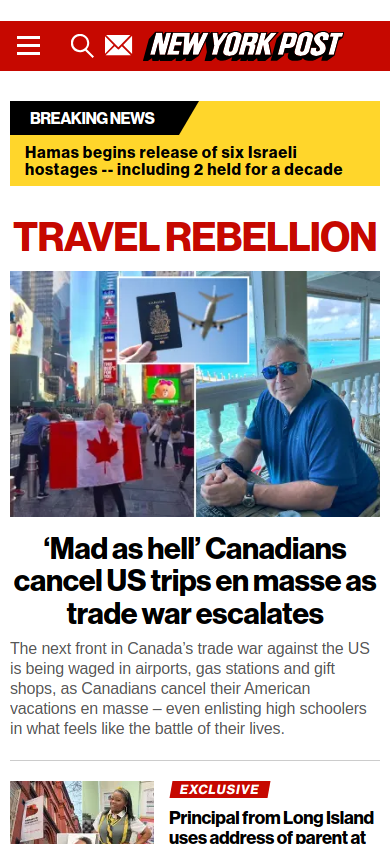 NEW YORK POST
BREAKING NEWS
Hamas begins release of six Israeli
hostages -- including 2 held for a decade
TRAVEL REBELLION
‘Mad as hell’ Canadians
cancel US trips en masse as
trade war escalates
The next front in Canada’s trade war against the US
is being waged in airports, gas stations and gift
shops, as Canadians cancel their American
vacations en masse – even enlisting high schoolers
in what feels like the battle of their lives.
EXCLUSIVE
Principal from Long Island
uses address of parent at